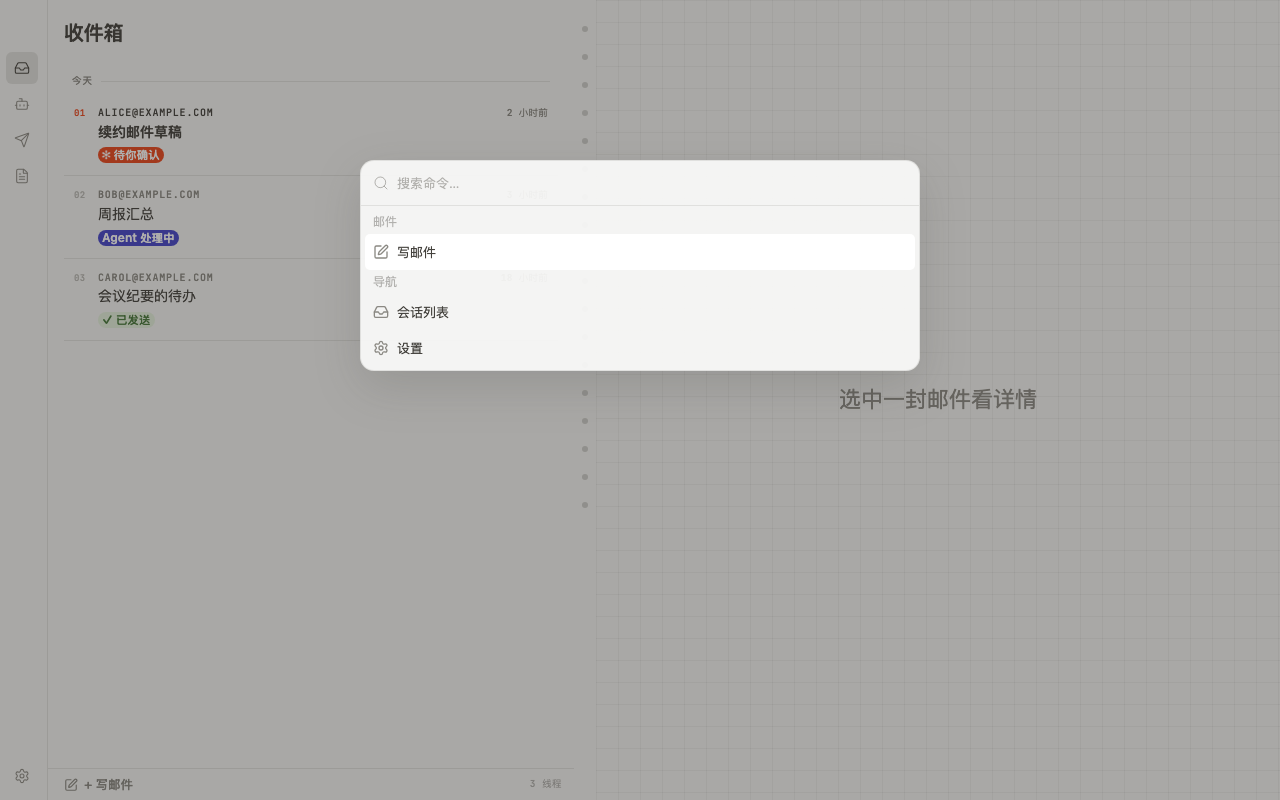 收件箱
今天
01 ALICE@EXAMPLE.COM 2 小时前
续约邮件草稿
待你确认
02 BOB@EXAMPLE.COM
周报汇总
Agent 处理中
03 CAROL@EXAMPLE.COM
会议纪要的待办
已发送
+ 写邮件
3 线程
搜索命令...
邮件
写邮件
导航
会话列表
设置
选中一封邮件看详情